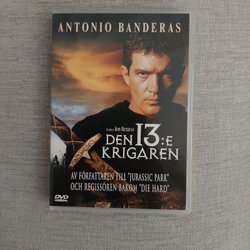 ANTONIO BANDERAS
DEN 13:E
KRIGAREN
AV FÖRFATTAREN TILL "JURASSIC PARK"
OCH REGISSÖREN BAKOM "DIE HARD"
DVD